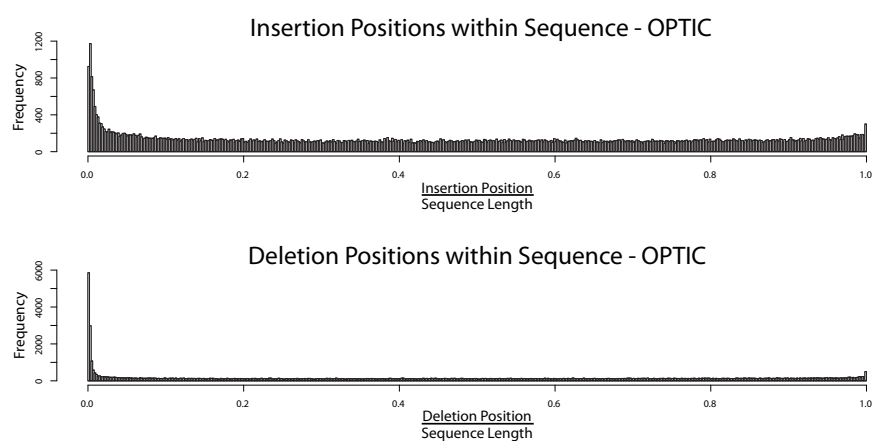 Insertion Positions within Sequence - OPTIC
Frequency
1200
800
400
0
0.0 0.2 0.4 0.6 0.8 1.0
Insertion Position
Sequence Length
Deletion Positions within Sequence - OPTIC
Frequency
6000
4000
2000
0
0.0 0.2 0.4 0.6 0.8 1.0
Deletion Position
Sequence Length